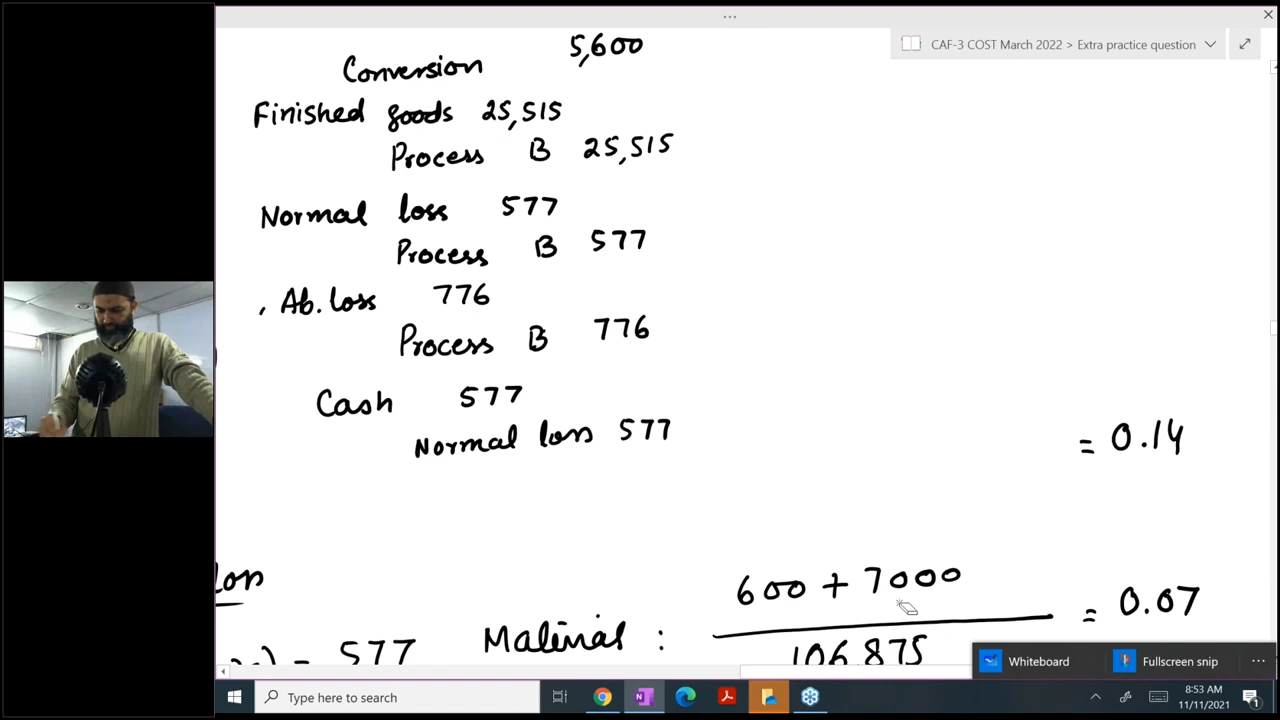 CAF-3 COST March 2022 > Extra practice question
Conversion 5,600
Finished goods 25,515
Process B 25,515
Normal loss 577
Process B 577
Ab. loss 776
Process B 776
Cash 577
Normal loss 577
= 0.14
loss
600 + 7000
= 0.07
= 577
Material :
106,875
Whiteboard
Fullscreen snip
Type here to search
8:53 AM
11/11/2021